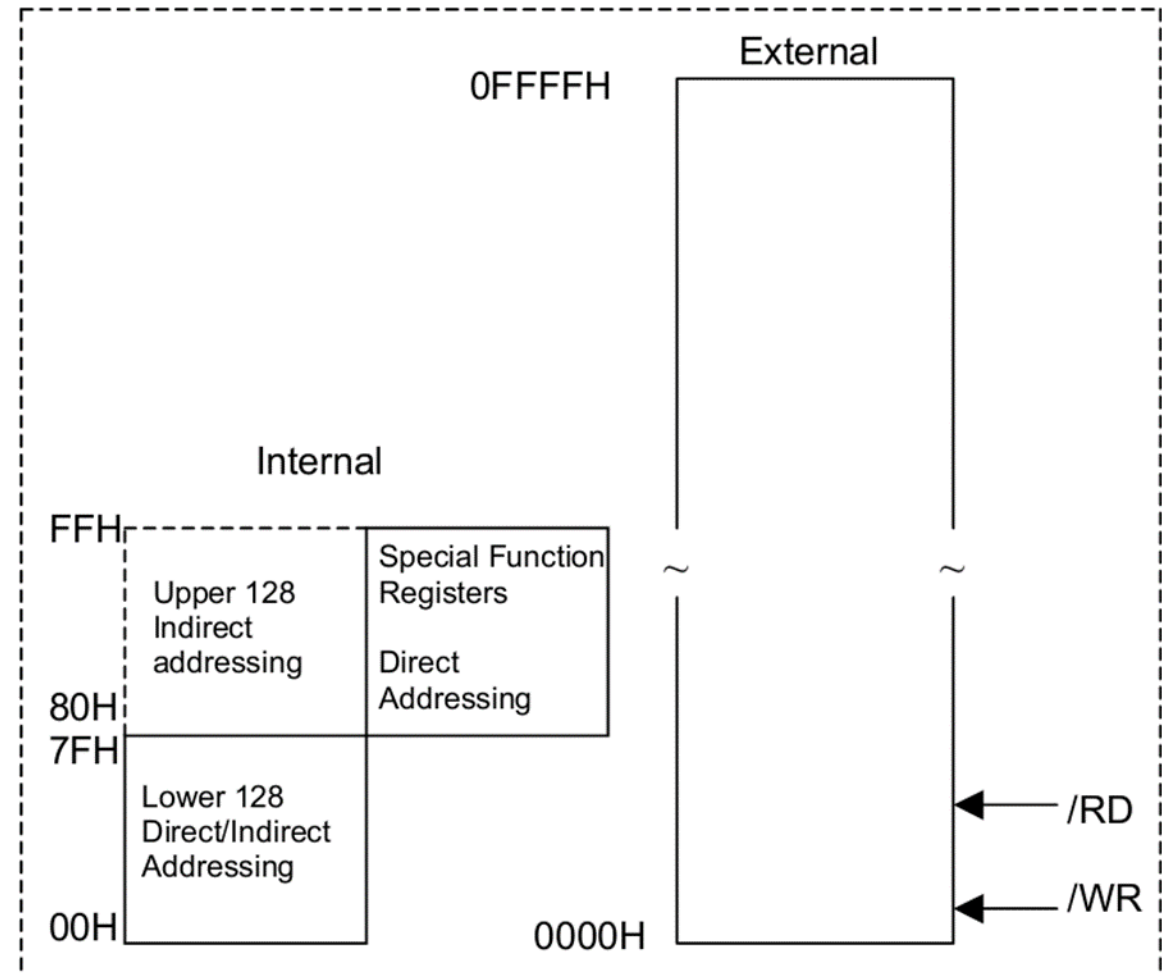 External
0FFFFH
Internal
FFH
Upper 128
Indirect
addressing
80H
Special Function
Registers
Direct
Addressing
7FH
Lower 128
Direct/Indirect
Addressing
00H
0000H
~
~
/RD
/WR